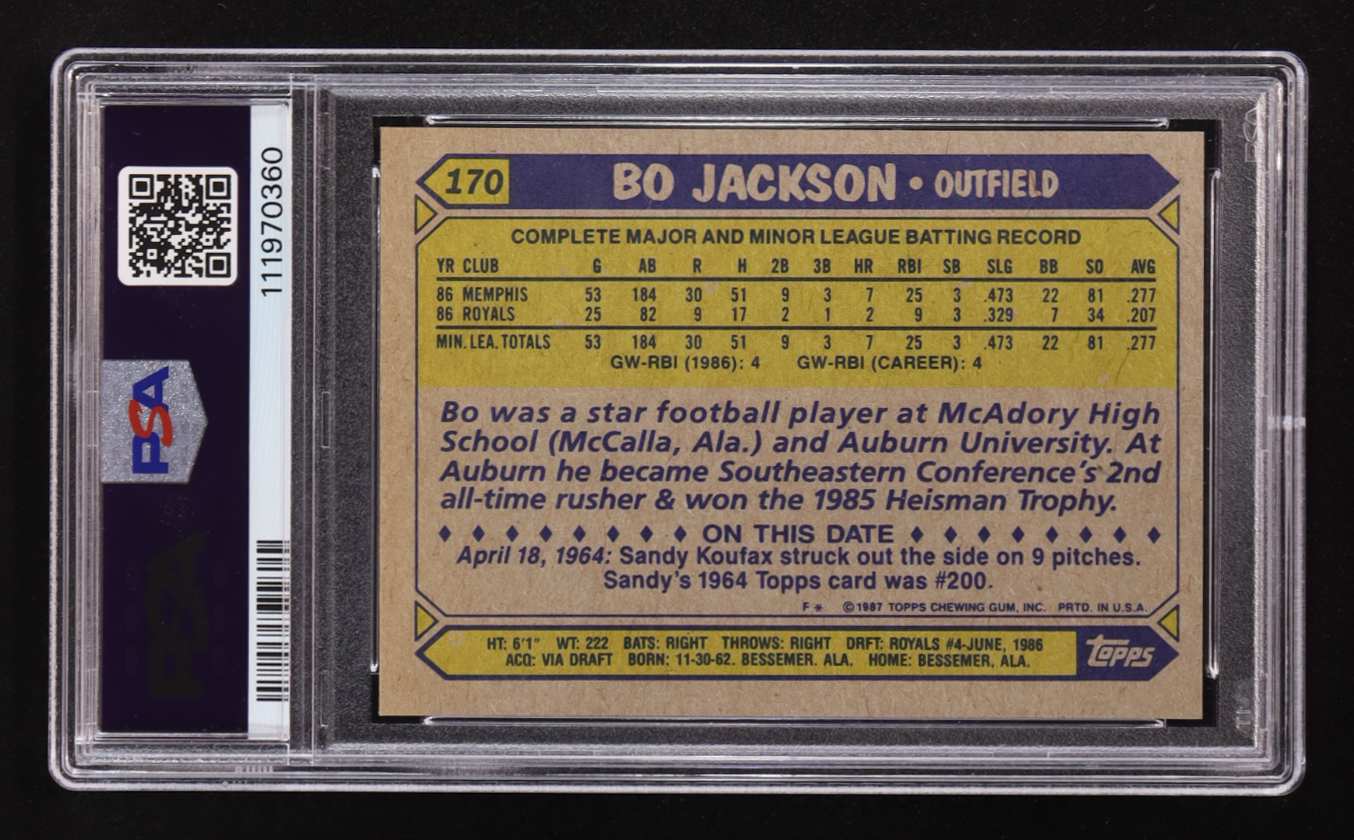 111970360
PSA
170 BO JACKSON • OUTFIELD
COMPLETE MAJOR AND MINOR LEAGUE BATTING RECORD
YR CLUB G AB R H 2B 3B HR RBI SB SLG BB SO AVG
86 MEMPHIS 53 184 30 51 9 3 7 25 3 .473 22 81 .277
86 ROYALS 25 82 9 17 2 1 2 9 3 .329 7 34 .207
MIN. LEA. TOTALS 53 184 30 51 9 3 7 25 3 .473 22 81 .277
GW-RBI (1986): 4 GW-RBI (CAREER): 4
Bo was a star football player at McAdory High
School (McCalla, Ala.) and Auburn University. At
Auburn he became Southeastern Conference's 2nd
all-time rusher & won the 1985 Heisman Trophy.
♦ ♦ ♦ ♦ ♦ ♦ ♦ ♦ ON THIS DATE ♦ ♦ ♦ ♦ ♦ ♦ ♦ ♦
April 18, 1964: Sandy Koufax struck out the side on 9 pitches.
Sandy's 1964 Topps card was #200.
F * ©1987 TOPPS CHEWING GUM, INC. PRTD. IN U.S.A.
HT: 6'1" WT: 222 BATS: RIGHT THROWS: RIGHT DRFT: ROYALS #4-JUNE, 1986
ACQ: VIA DRAFT BORN: 11-30-62. BESSEMER. ALA. HOME: BESSEMER, ALA.
topps
PSA